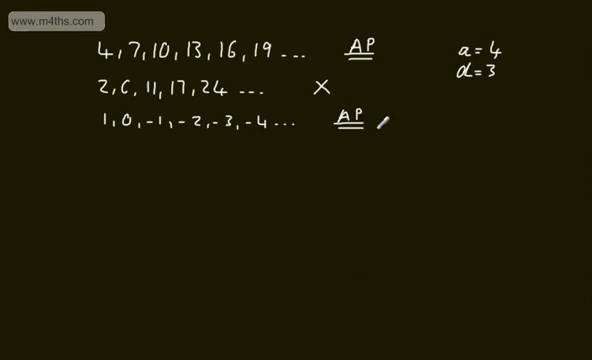 www.m4ths.com
4, 7, 10, 13, 16, 19 ... AP
a = 4
d = 3
2, 6, 11, 17, 24 ... X
1, 0, -1, -2, -3, -4 ... AP